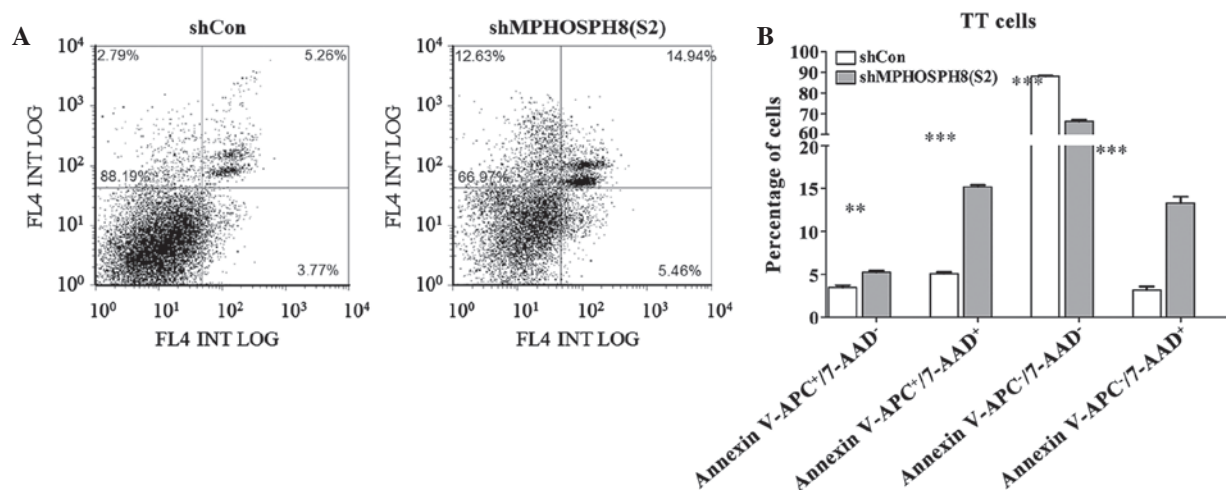 A
shCon
10⁴
10³
10²
10¹
10⁰
FL4 INT LOG
2.79%
5.26%
88.19%
3.77%
10⁰ 10¹ 10² 10³ 10⁴
FL4 INT LOG
shMPHOSPH8(S2)
10⁴
10³
10²
10¹
10⁰
FL4 INT LOG
12.63%
14.94%
66.97%
5.46%
10⁰ 10¹ 10² 10³ 10⁴
FL4 INT LOG
B
TT cells
shCon
shMPHOSPH8(S2)
Percentage of cells
100
90
80
70
60
20
15
10
5
0
**
***
***
***
Annexin V-APC⁺/7-AAD⁻
Annexin V-APC⁺/7-AAD⁺
Annexin V-APC⁻/7-AAD⁻
Annexin V-APC⁻/7-AAD⁺